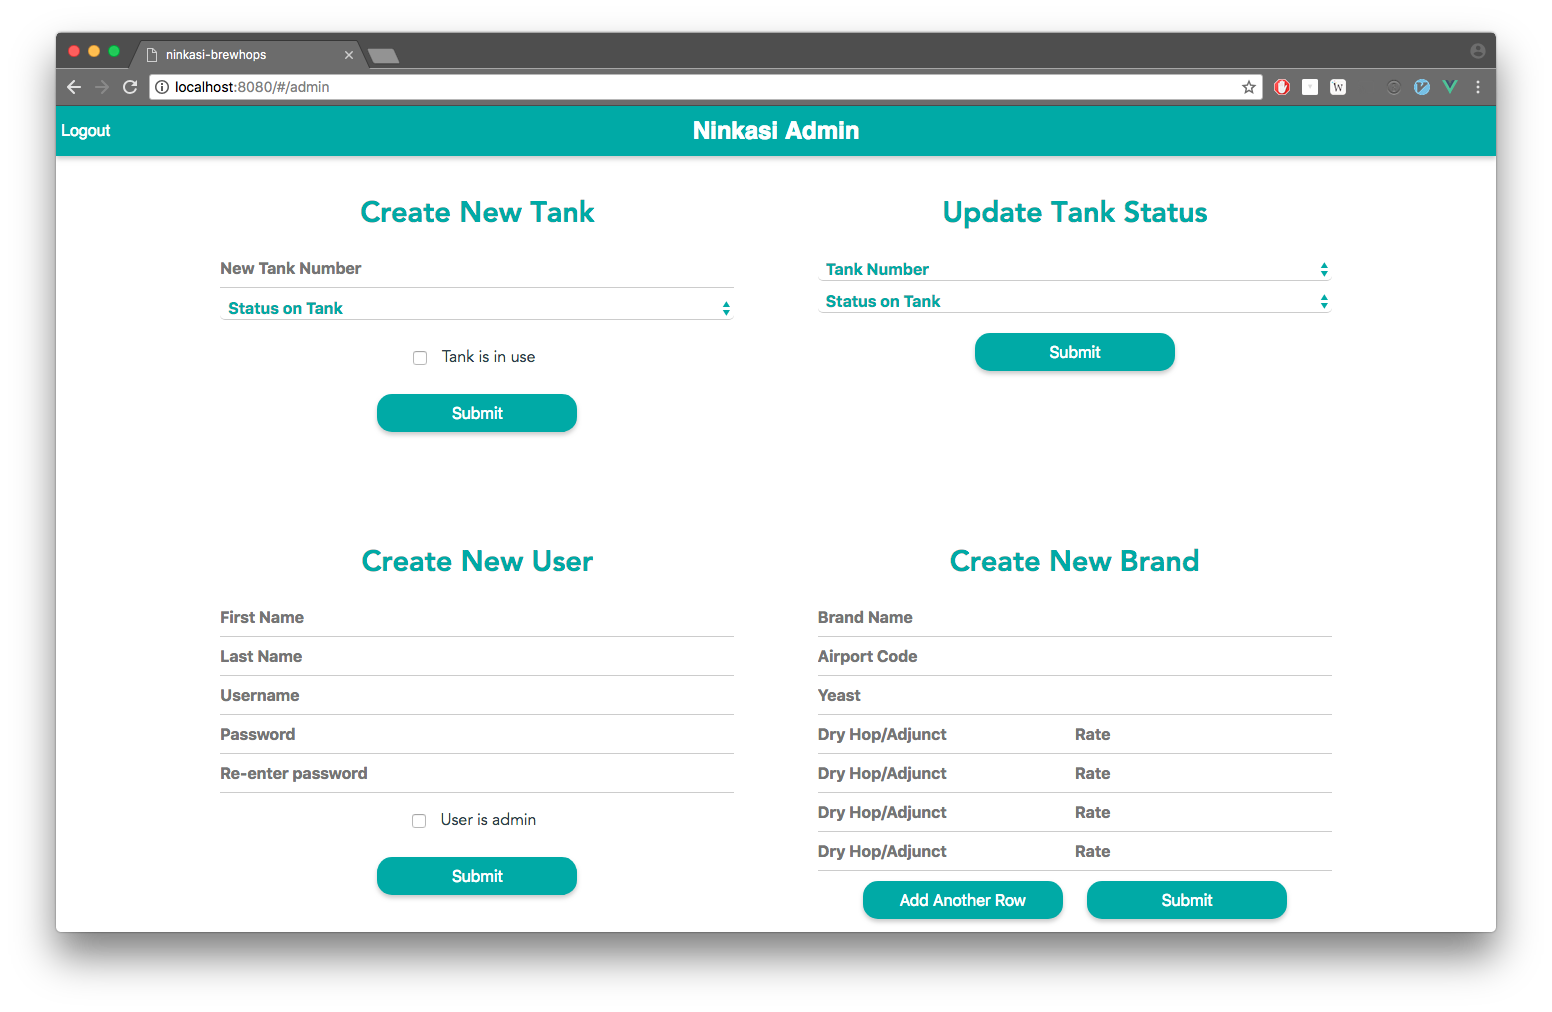 ninkasi-brewhops
localhost:8080/#/admin
W
Logout
Ninkasi Admin
Create New Tank
New Tank Number
Status on Tank
Tank is in use
Submit
Update Tank Status
Tank Number
Status on Tank
Submit
Create New User
First Name
Last Name
Username
Password
Re-enter password
User is admin
Submit
Create New Brand
Brand Name
Airport Code
Yeast
Dry Hop/Adjunct Rate
Dry Hop/Adjunct Rate
Dry Hop/Adjunct Rate
Dry Hop/Adjunct Rate
Add Another Row Submit